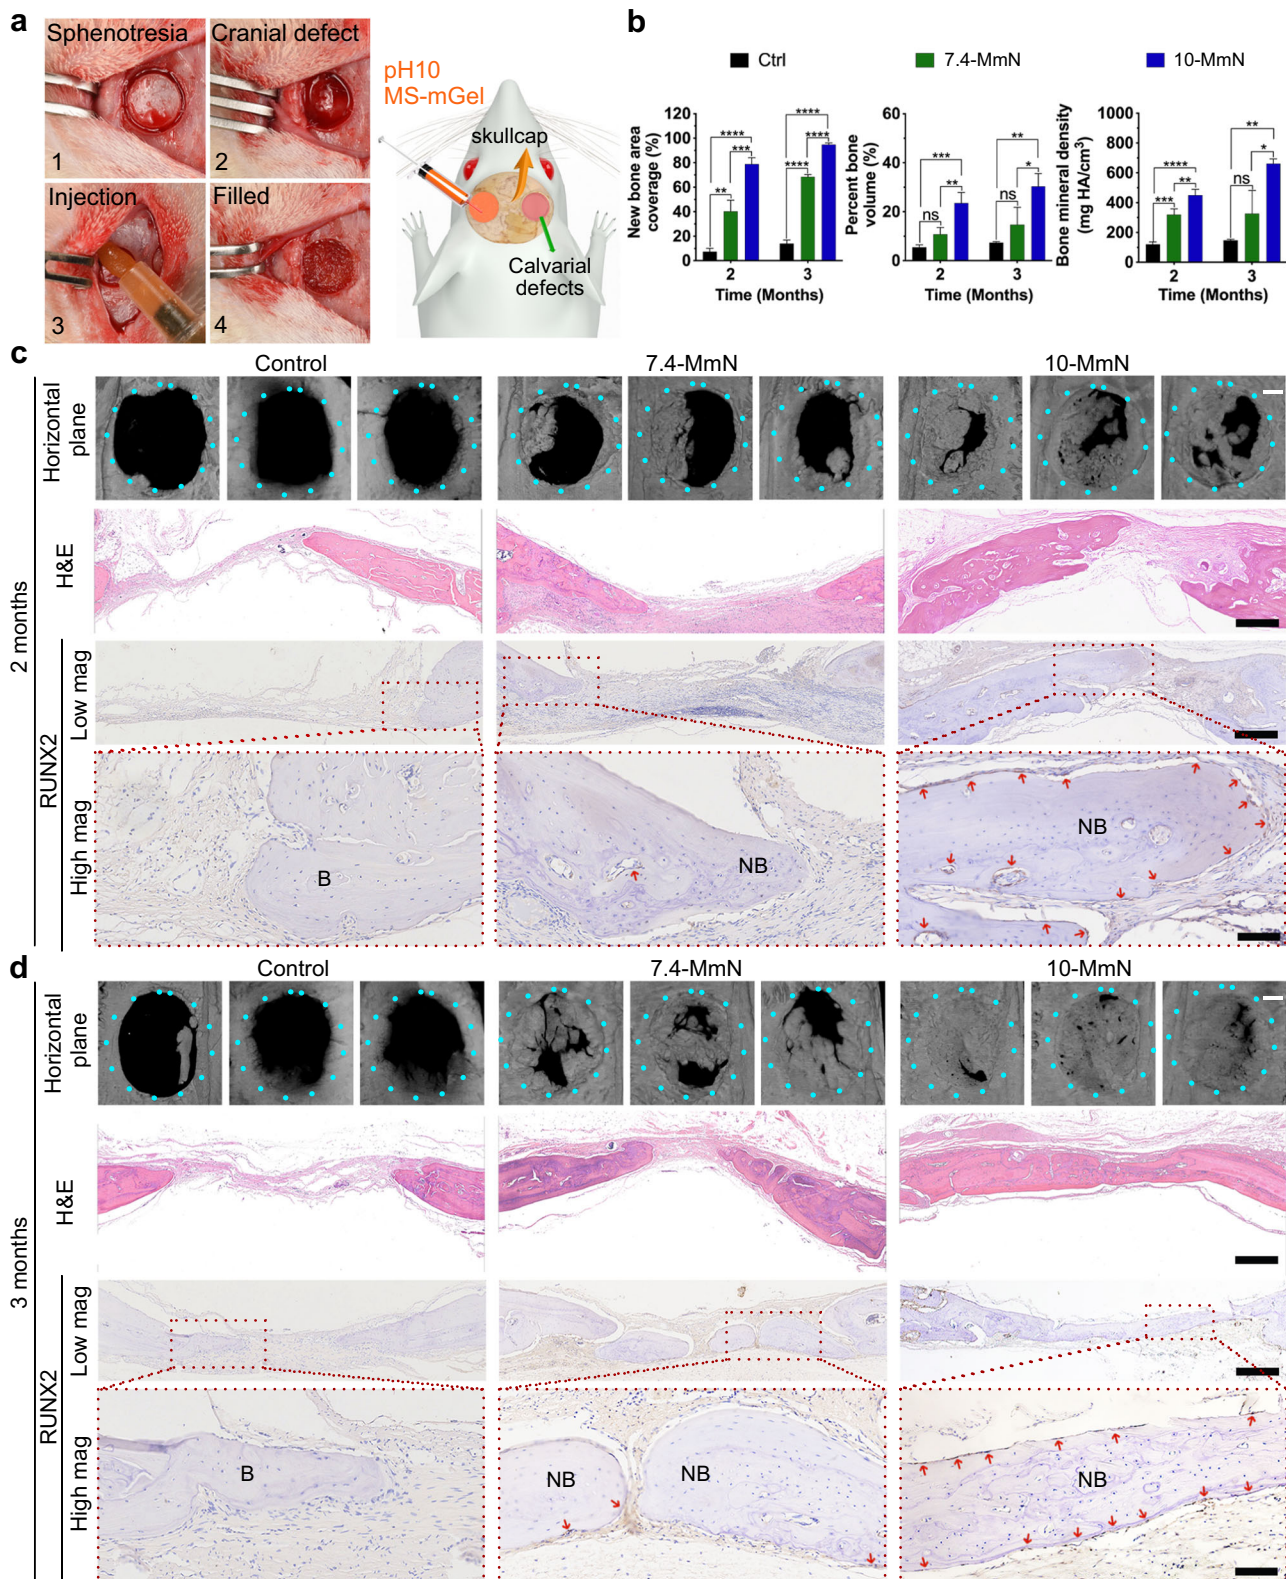 a
Sphenotresia
1
Cranial defect
2
Injection
3
Filled
4
pH10
MS-mGel
skullcap
Calvarial
defects
b
Ctrl
7.4-MmN
10-MmN
New bone area
coverage (%)
120
100
80
60
40
20
0
**
****
***
****
****
****
2
3
Time (Months)
Percent bone
volume (%)
60
40
20
0
ns
***
**
ns
**
*
2
3
Time (Months)
Bone mineral density
(mg HA/cm³)
1000
800
600
400
200
0
***
****
**
ns
**
*
2
3
Time (Months)
c
Control
7.4-MmN
10-MmN
2 months
Horizontal
plane
H&E
RUNX2
Low mag
High mag
B
NB
NB
d
Control
7.4-MmN
10-MmN
3 months
Horizontal
plane
H&E
RUNX2
Low mag
High mag
B
NB
NB
NB